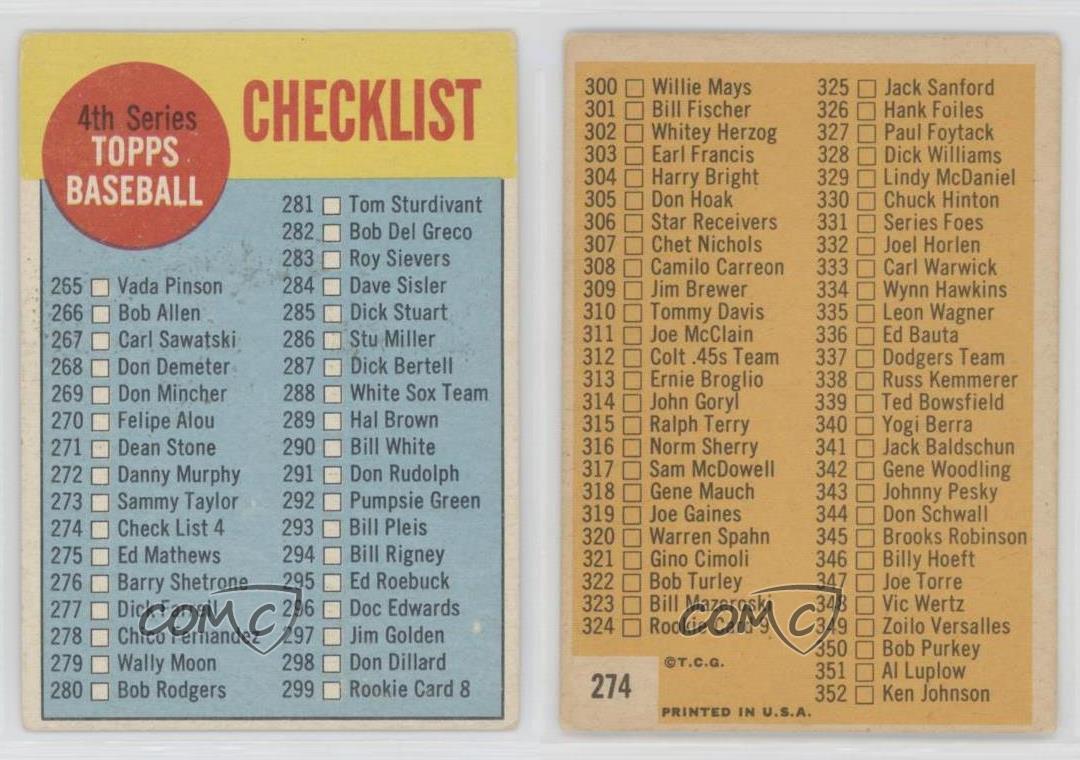 4th Series
TOPPS
BASEBALL
CHECKLIST
265 Vada Pinson
266 Bob Allen
267 Carl Sawatski
268 Don Demeter
269 Don Mincher
270 Felipe Alou
271 Dean Stone
272 Danny Murphy
273 Sammy Taylor
274 Check List 4
275 Ed Mathews
276 Barry Shetrone
277 Dick Farrell
278 Chico Fernandez
279 Wally Moon
280 Bob Rodgers
281 Tom Sturdivant
282 Bob Del Greco
283 Roy Sievers
284 Dave Sisler
285 Dick Stuart
286 Stu Miller
287 Dick Bertell
288 White Sox Team
289 Hal Brown
290 Bill White
291 Don Rudolph
292 Pumpsie Green
293 Bill Pleis
294 Bill Rigney
295 Ed Roebuck
296 Doc Edwards
297 Jim Golden
298 Don Dillard
299 Rookie Card 8
COMC
300 Willie Mays
301 Bill Fischer
302 Whitey Herzog
303 Earl Francis
304 Harry Bright
305 Don Hoak
306 Star Receivers
307 Chet Nichols
308 Camilo Carreon
309 Jim Brewer
310 Tommy Davis
311 Joe McClain
312 Colt .45s Team
313 Ernie Broglio
314 John Goryl
315 Ralph Terry
316 Norm Sherry
317 Sam McDowell
318 Gene Mauch
319 Joe Gaines
320 Warren Spahn
321 Gino Cimoli
322 Bob Turley
323 Bill Mazeroski
324 Rookie Card 9
325 Jack Sanford
326 Hank Foiles
327 Paul Foytack
328 Dick Williams
329 Lindy McDaniel
330 Chuck Hinton
331 Series Foes
332 Joel Horlen
333 Carl Warwick
334 Wynn Hawkins
335 Leon Wagner
336 Ed Bauta
337 Dodgers Team
338 Russ Kemmerer
339 Ted Bowsfield
340 Yogi Berra
341 Jack Baldschun
342 Gene Woodling
343 Johnny Pesky
344 Don Schwall
345 Brooks Robinson
346 Billy Hoeft
347 Joe Torre
348 Vic Wertz
349 Zoilo Versalles
350 Bob Purkey
351 Al Luplow
352 Ken Johnson
COMC
©T.C.G.
274
PRINTED IN U.S.A.